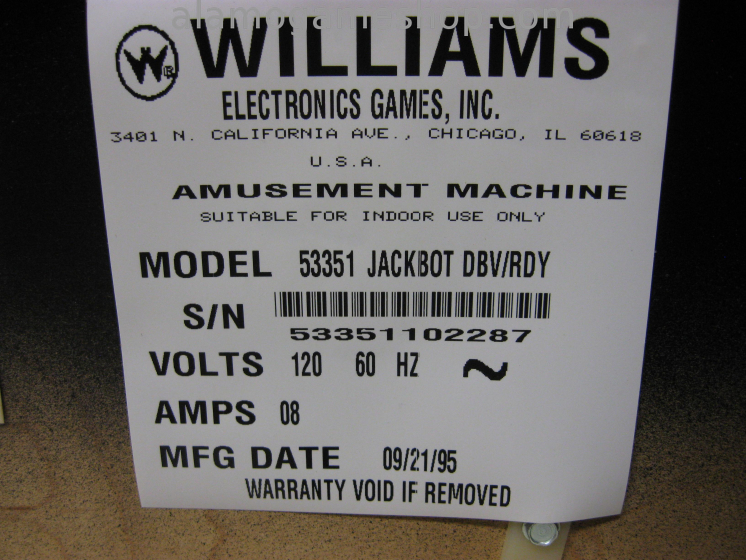 alamogameshop.com
W® WILLIAMS
ELECTRONICS GAMES, INC.
3401 N. CALIFORNIA AVE., CHICAGO, IL 60618
U.S.A.
AMUSEMENT MACHINE
SUITABLE FOR INDOOR USE ONLY
MODEL 53351 JACKBOT DBV/RDY
S/N
53351102287
VOLTS 120 60 HZ ~
AMPS 08
MFG DATE 09/21/95
WARRANTY VOID IF REMOVED